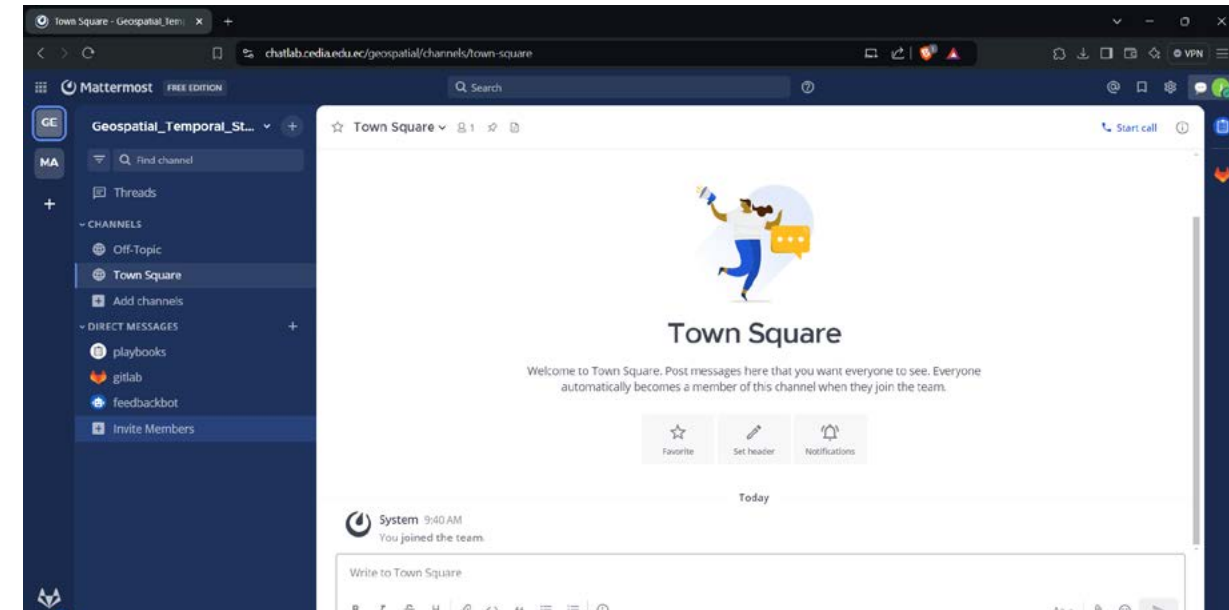 Town Square - Geospatial_Tem
chatlab.cedia.edu.ec/geospatial/channels/town-square
VPN
Mattermost FREE EDITION
Search
GE
Geospatial_Temporal_St...
Town Square
1
Start call
MA
Find channel
Threads
CHANNELS
Off-Topic
Town Square
Add channels
DIRECT MESSAGES
playbooks
gitlab
feedbackbot
Invite Members
Town Square
Welcome to Town Square. Post messages here that you want everyone to see. Everyone
automatically becomes a member of this channel when they join the team.
Favorite
Set header
Notifications
Today
System 9:40 AM
You joined the team.
Write to Town Square